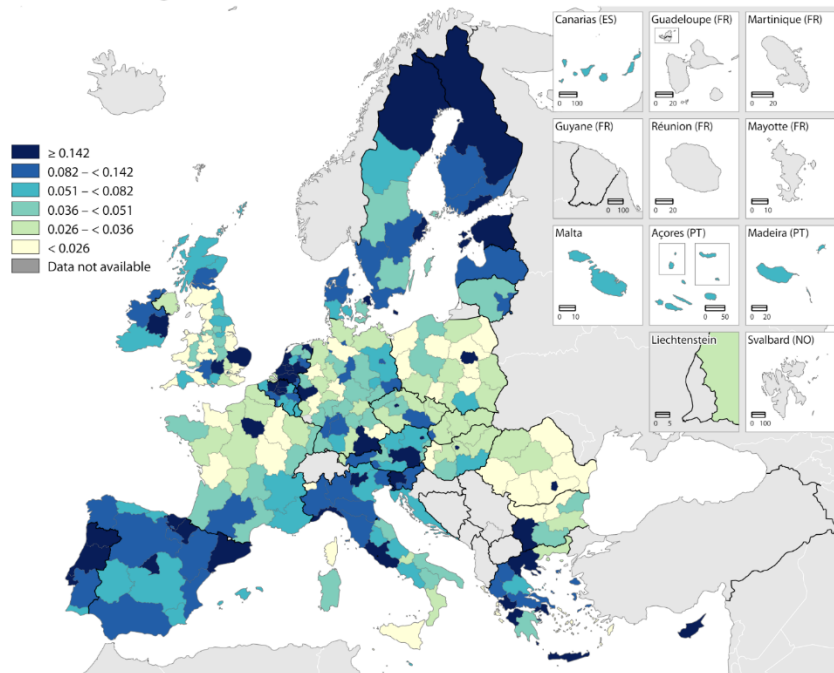 Canarias (ES)
0 100
Guadeloupe (FR)
0 20
Martinique (FR)
0 20
Guyane (FR)
0 100
Réunion (FR)
0 20
Mayotte (FR)
0 10
Malta
0 10
Açores (PT)
0 50
Madeira (PT)
0 20
Liechtenstein
0 5
Svalbard (NO)
0 100
≥ 0.142
0.082 – < 0.142
0.051 – < 0.082
0.036 – < 0.051
0.026 – < 0.036
< 0.026
Data not available